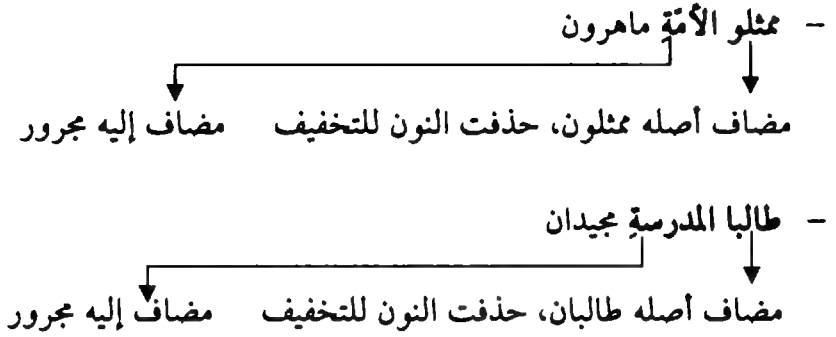 - ممثلو الأمّةِ ماهرون
مضاف أصله ممثلون، حذفت النون للتخفيف مضاف إليه مجرور
- طالبا المدرسةِ مجيدان
مضاف أصله طالبان، حذفت النون للتخفيف مضاف إليه مجرور